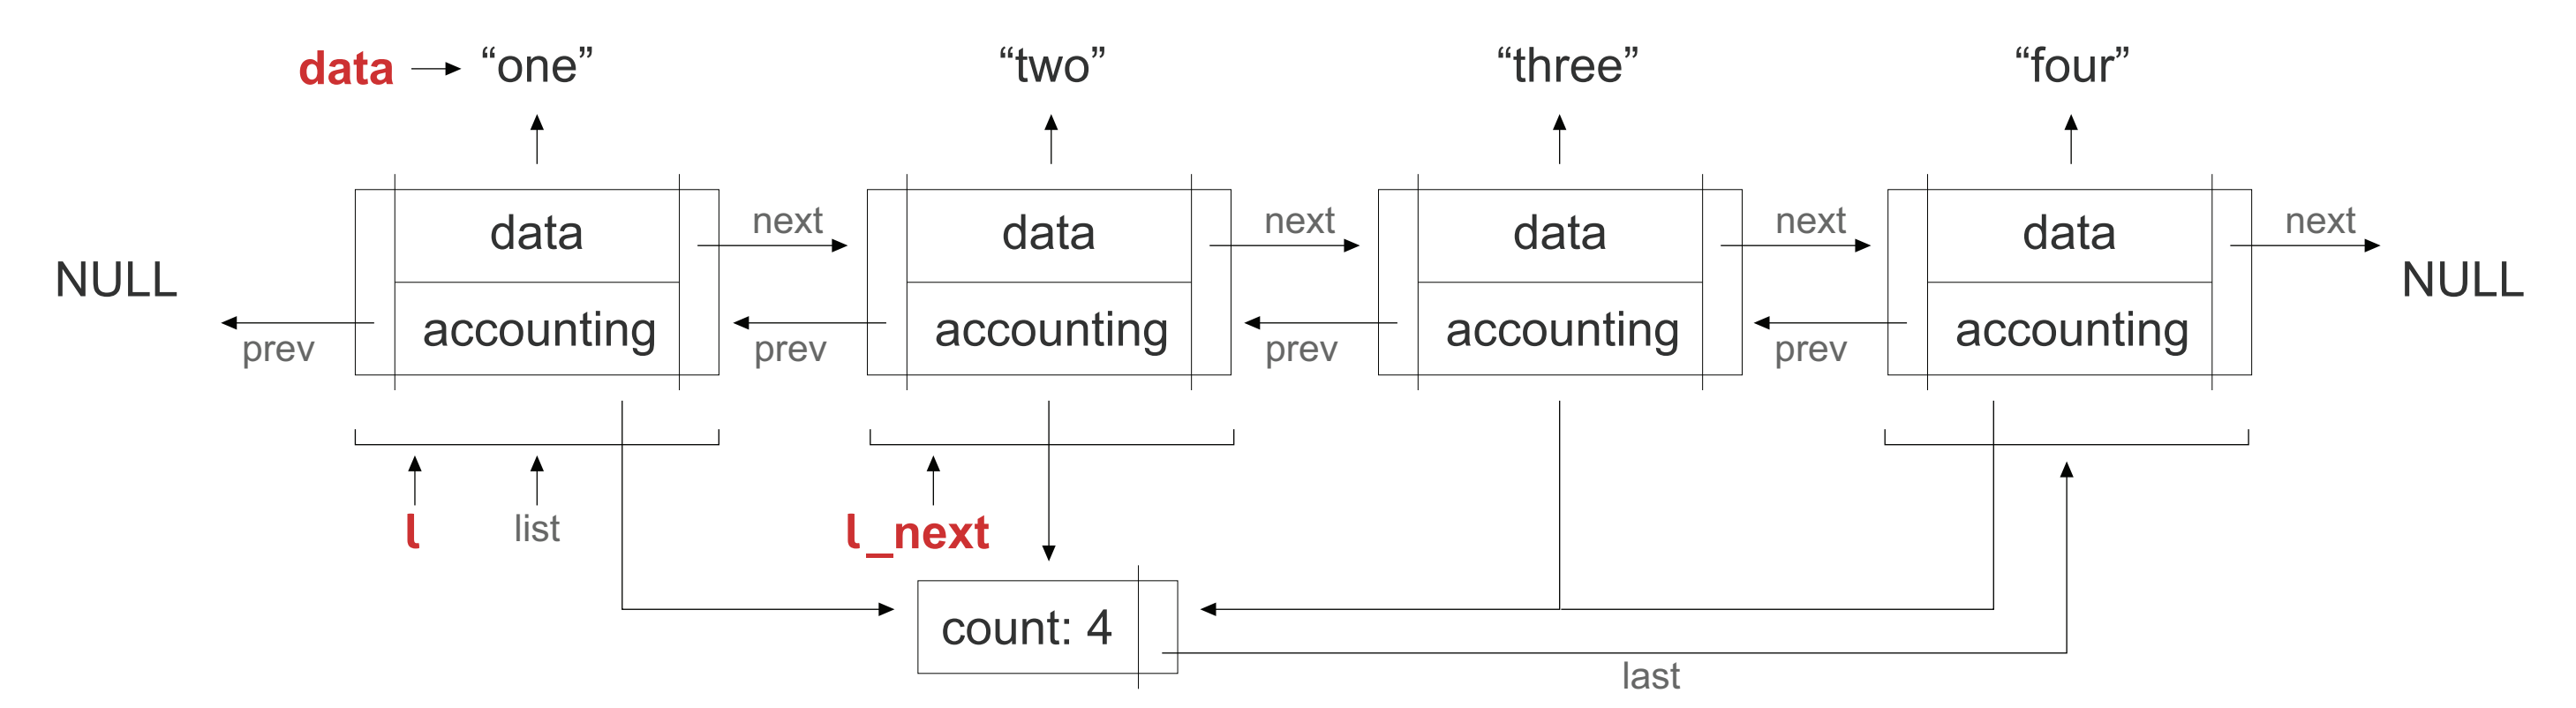 data “one” “two” “three” “four”
data next data next data next data next
NULL NULL
accounting accounting accounting accounting
prev prev prev prev
l list l_next
count: 4
last